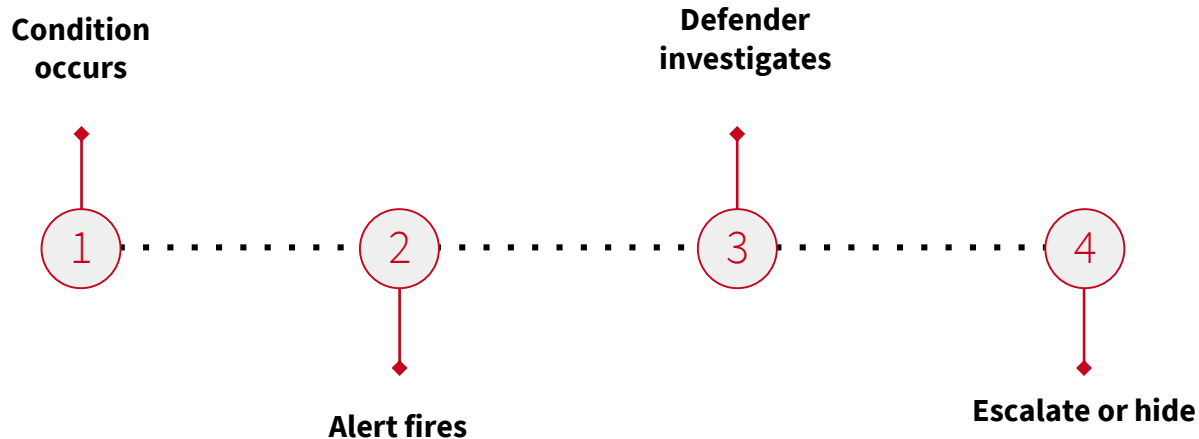 Condition
occurs
Defender
investigates
1
2
3
4
Alert fires
Escalate or hide